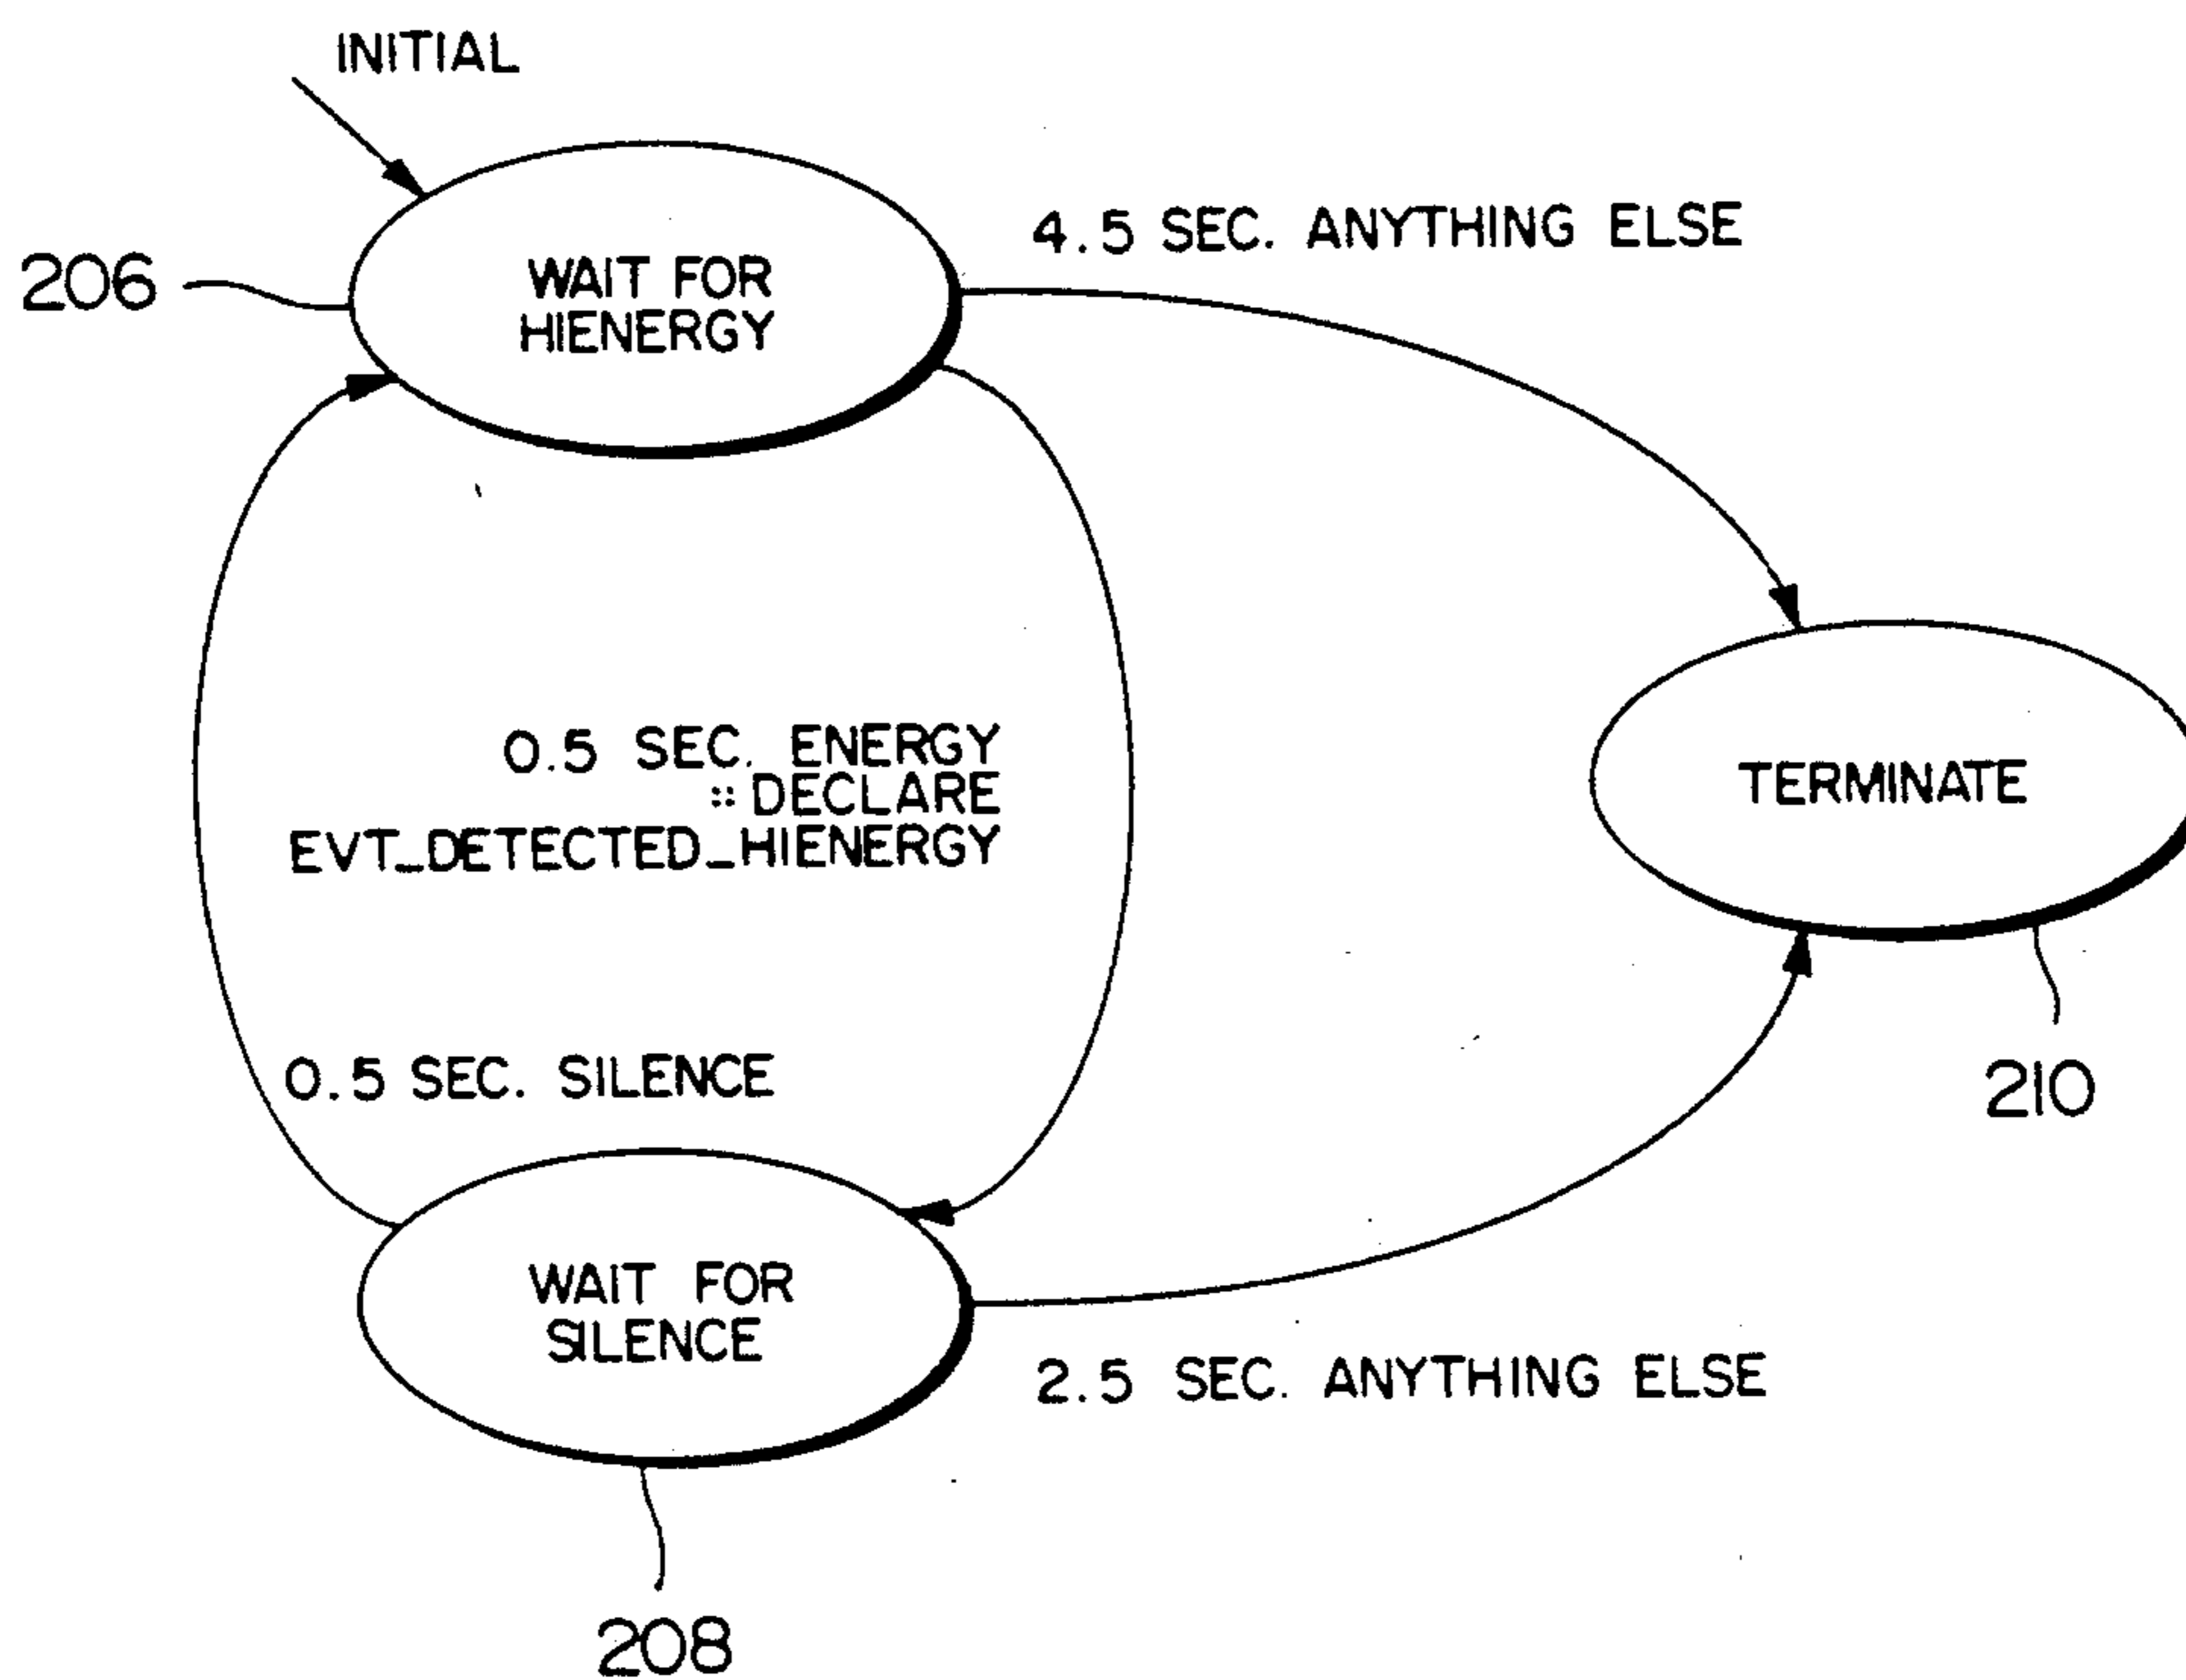 INITIAL
4.5 SEC. ANYTHING ELSE
206
WAIT FOR
HIENERGY
0.5 SEC. ENERGY
:: DECLARE
EVT_DETECTED_HIENERGY
TERMINATE
0.5 SEC. SILENCE
210
WAIT FOR
SILENCE
2.5 SEC. ANYTHING ELSE
208